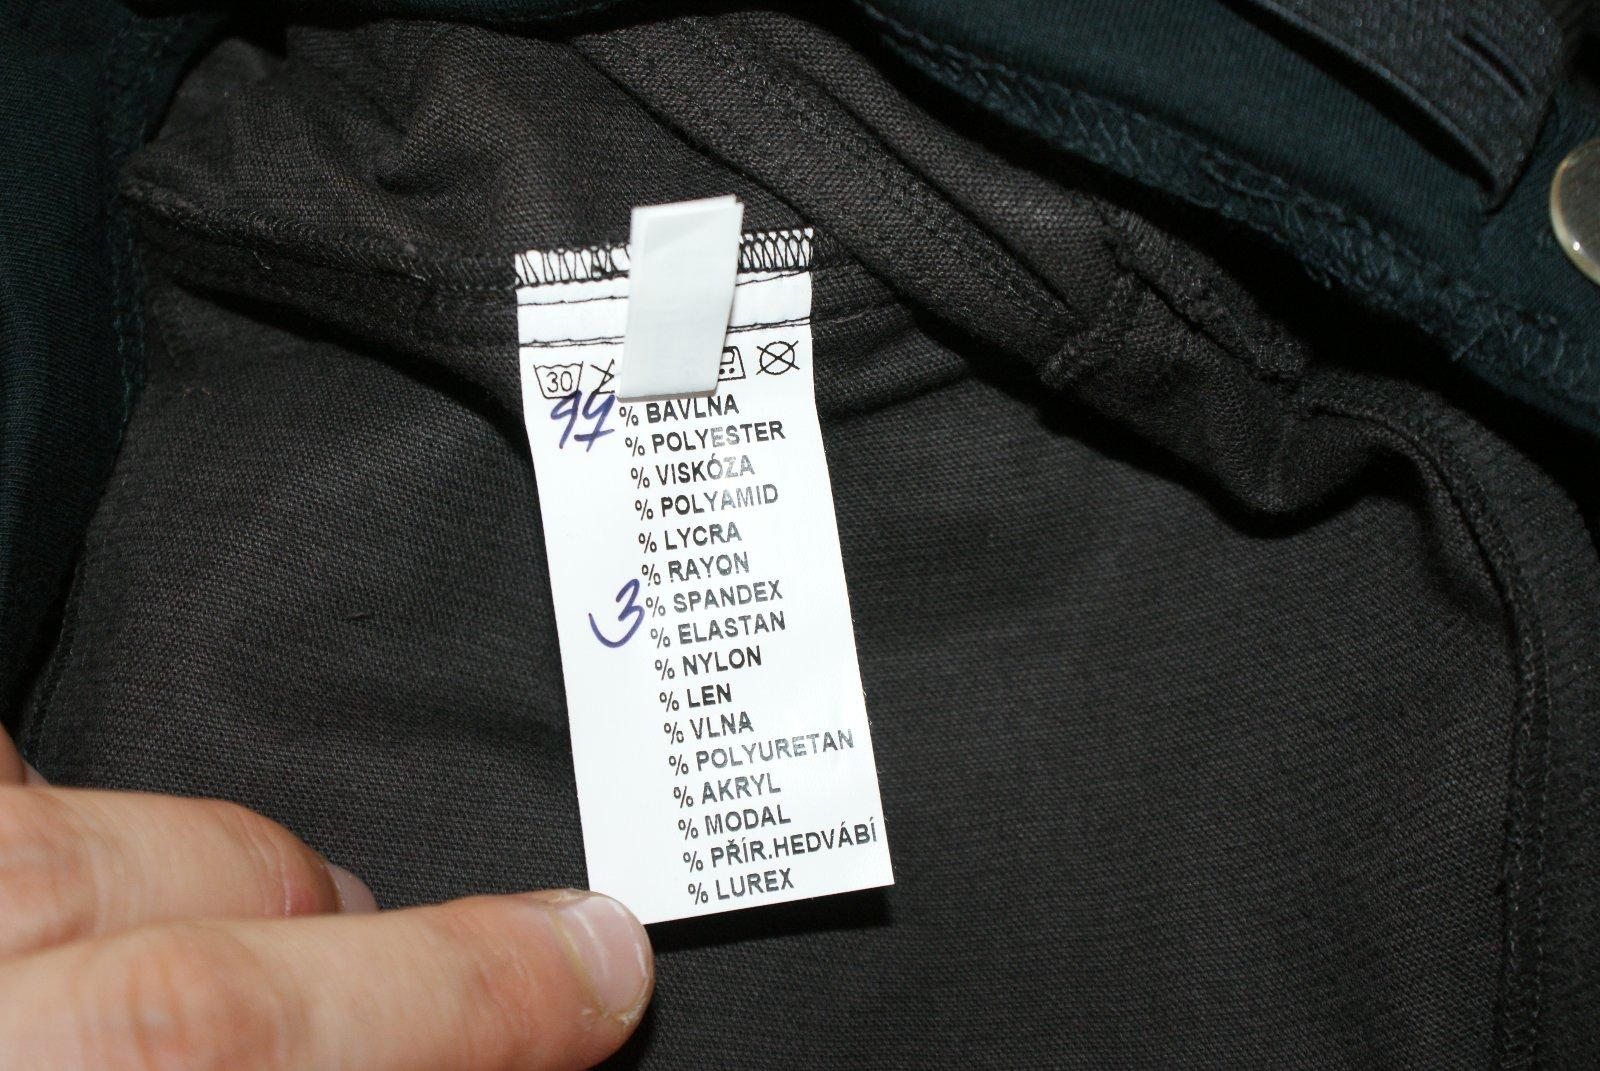 30
97 % BAVLNA
% POLYESTER
% VISKÓZA
% POLYAMID
% LYCRA
% RAYON
3 % SPANDEX
% ELASTAN
% NYLON
% LEN
% VLNA
% POLYURETAN
% AKRYL
% MODAL
% PŘÍR.HEDVÁBÍ
% LUREX